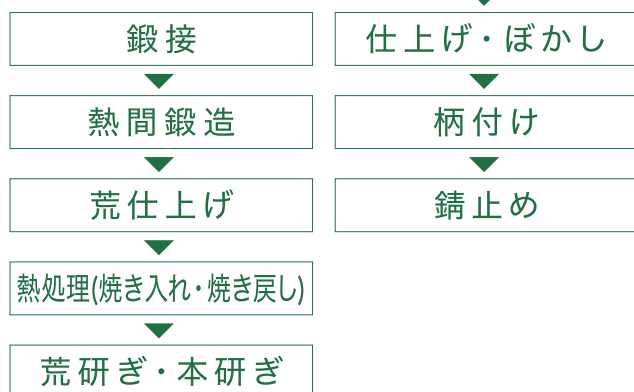 鍛接
熱間鍛造
荒仕上げ
熱処理(焼き入れ・焼き戻し)
荒研ぎ・本研ぎ
仕上げ・ぼかし
柄付け
錆止め